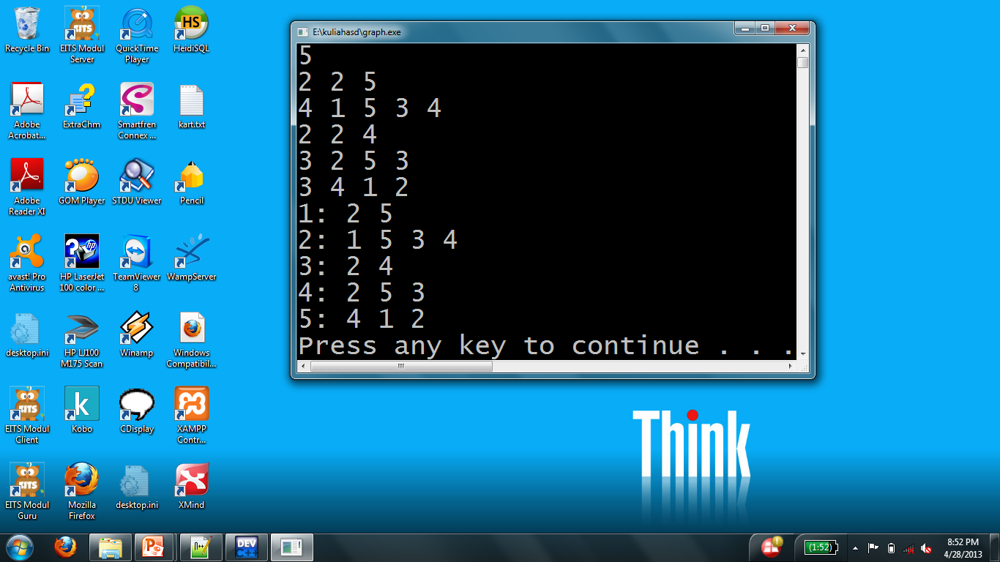 Recycle Bin
EITS Modul
Server
QuickTime
Player
HS
HeidiSQL
Adobe
Acrobat...
ExtraChm
Smartfren
Connex ...
kart.txt
Adobe
Reader XI
GOM Player
STDU Viewer
Pencil
avast! Pro
Antivirus
HP LaserJet
100 color ...
TeamViewer
8
WampServer
desktop.ini
HP LJ100
M175 Scan
Winamp
Windows
Compatibil...
EITS
EITS Modul
Client
k
Kobo
CDisplay
XAMPP
Contr...
EITS
EITS Modul
Guru
Mozilla
Firefox
desktop.ini
XMind
E:\kuliahasd\graph.exe
5
2 2 5
4 1 5 3 4
2 2 4
3 2 5 3
3 4 1 2
1: 2 5
2: 1 5 3 4
3: 2 4
4: 2 5 3
5: 4 1 2
Press any key to continue . . .
Think
DEV
C++
(1:52)
8:52 PM
4/28/2013